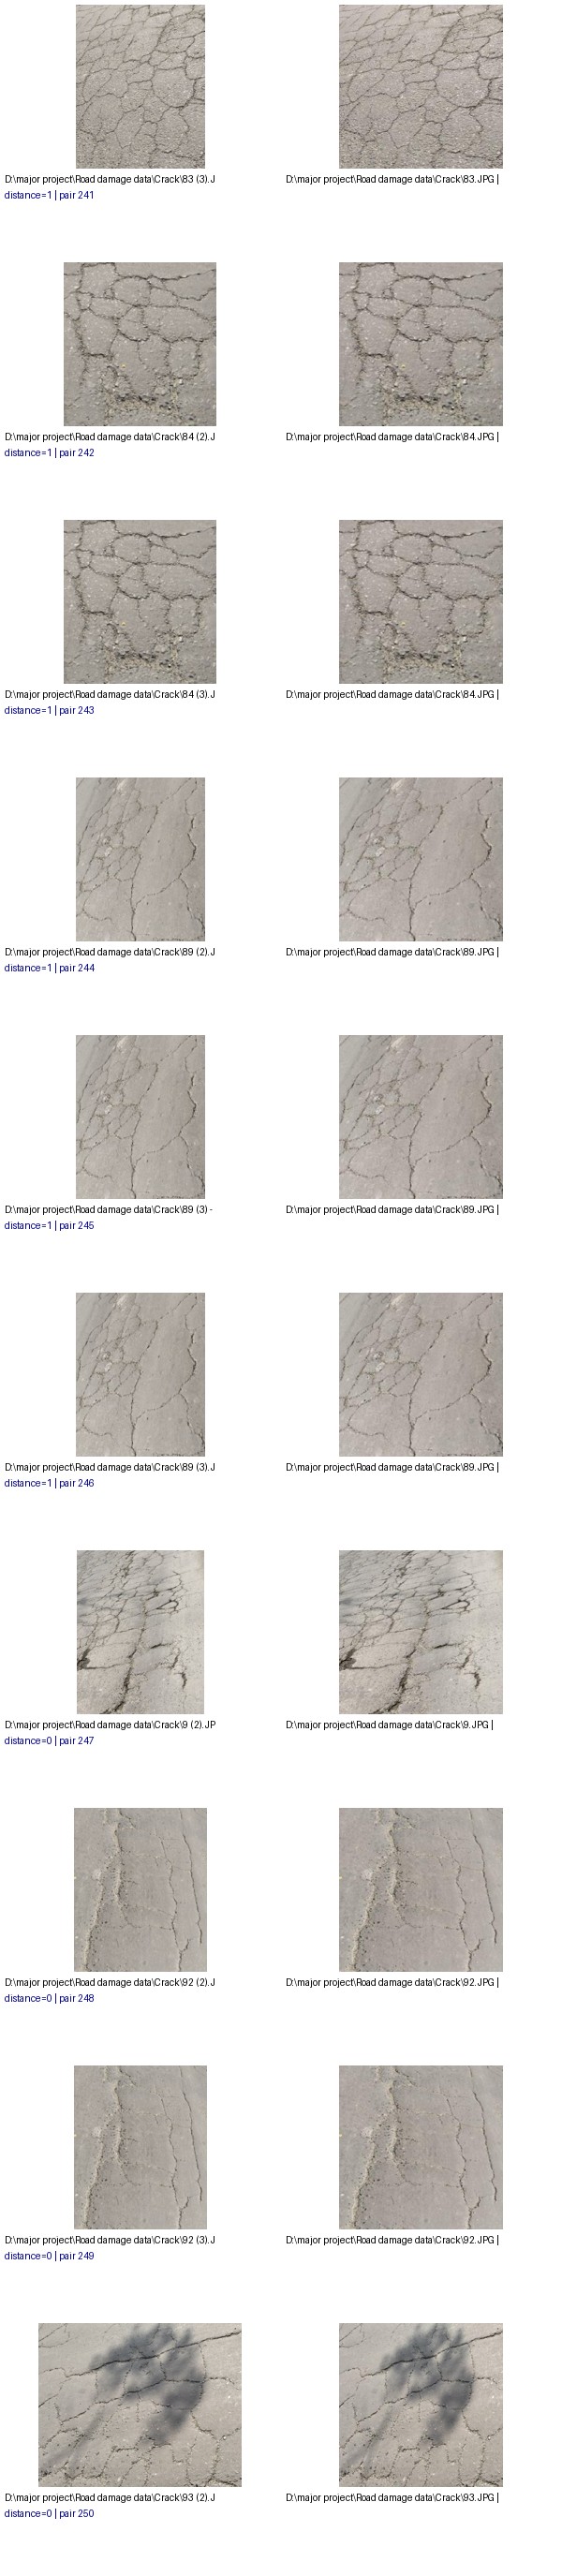 D:\major project\Road damage data\Crack\83 (3).J
D:\major project\Road damage data\Crack\83.JPG |
distance=1 | pair 241
D:\major project\Road damage data\Crack\84 (2).J
D:\major project\Road damage data\Crack\84.JPG |
distance=1 | pair 242
D:\major project\Road damage data\Crack\84 (3).J
D:\major project\Road damage data\Crack\84.JPG |
distance=1 | pair 243
D:\major project\Road damage data\Crack\89 (2).J
D:\major project\Road damage data\Crack\89.JPG |
distance=1 | pair 244
D:\major project\Road damage data\Crack\89 (3) -
D:\major project\Road damage data\Crack\89.JPG |
distance=1 | pair 245
D:\major project\Road damage data\Crack\89 (3).J
D:\major project\Road damage data\Crack\89.JPG |
distance=1 | pair 246
D:\major project\Road damage data\Crack\9 (2).JP
D:\major project\Road damage data\Crack\9.JPG |
distance=0 | pair 247
D:\major project\Road damage data\Crack\92 (2).J
D:\major project\Road damage data\Crack\92.JPG |
distance=0 | pair 248
D:\major project\Road damage data\Crack\92 (3).J
D:\major project\Road damage data\Crack\92.JPG |
distance=0 | pair 249
D:\major project\Road damage data\Crack\93 (2).J
D:\major project\Road damage data\Crack\93.JPG |
distance=0 | pair 250